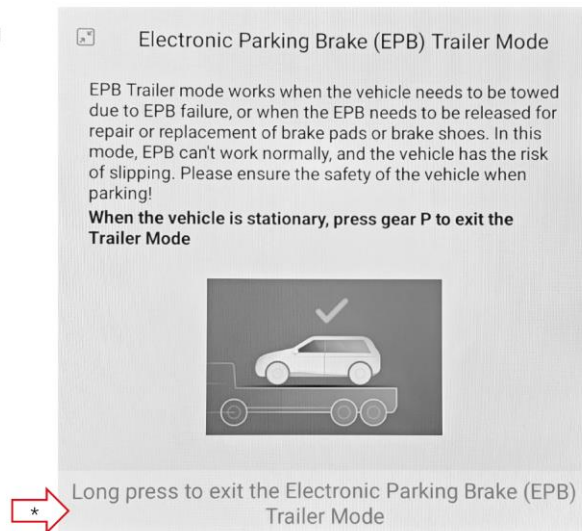 Electronic Parking Brake (EPB) Trailer Mode
EPB Trailer mode works when the vehicle needs to be towed
due to EPB failure, or when the EPB needs to be released for
repair or replacement of brake pads or brake shoes. In this
mode, EPB can't work normally, and the vehicle has the risk
of slipping. Please ensure the safety of the vehicle when
parking!
When the vehicle is stationary, press gear P to exit the
Trailer Mode
Long press to exit the Electronic Parking Brake (EPB)
Trailer Mode
*